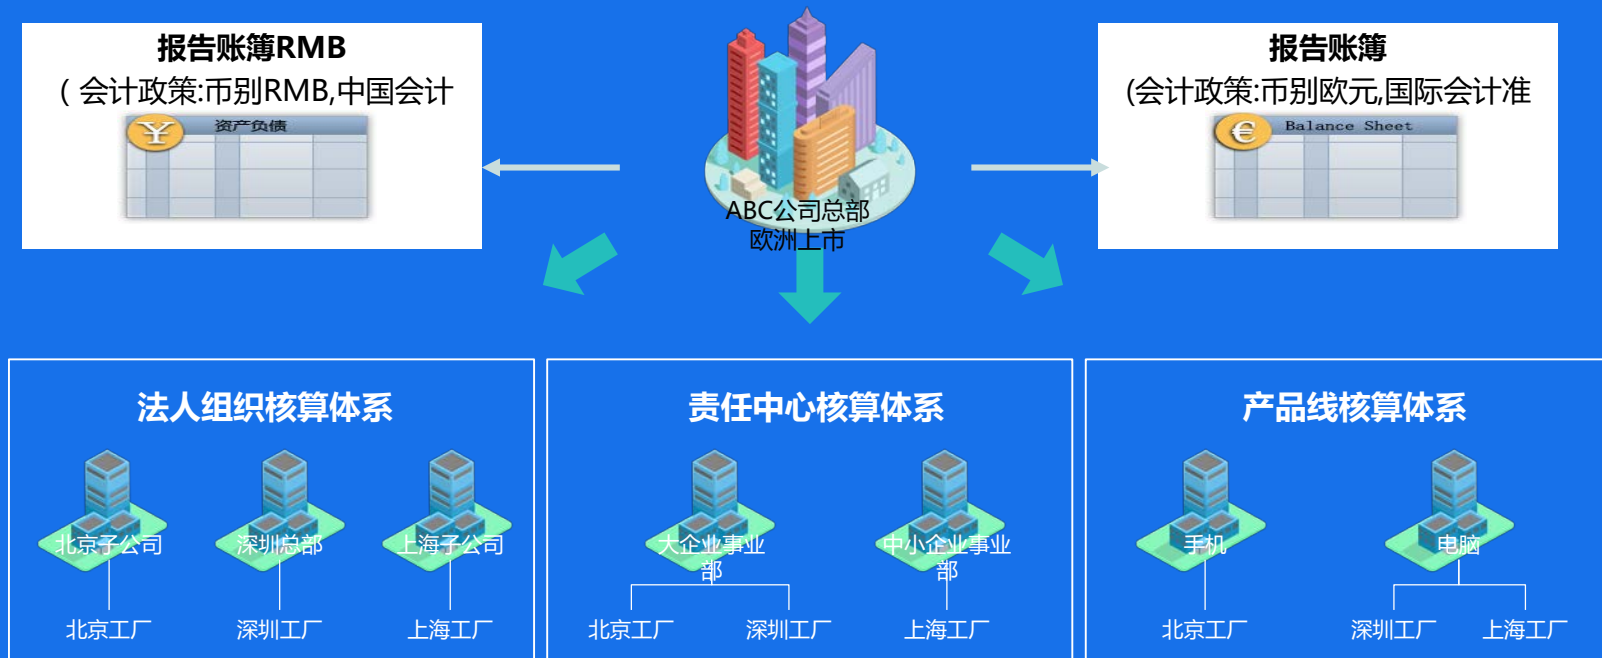 报告账簿RMB
（会计政策:币别RMB,中国会计
¥ 资产负债
ABC公司总部
欧洲上市
报告账簿
(会计政策:币别欧元,国际会计准
€ Balance Sheet
法人组织核算体系
北京子公司
深圳总部
上海子公司
北京工厂
深圳工厂
上海工厂
责任中心核算体系
大企业事业
部
中小企业事业
部
北京工厂
深圳工厂
上海工厂
产品线核算体系
手机
电脑
北京工厂
深圳工厂
上海工厂